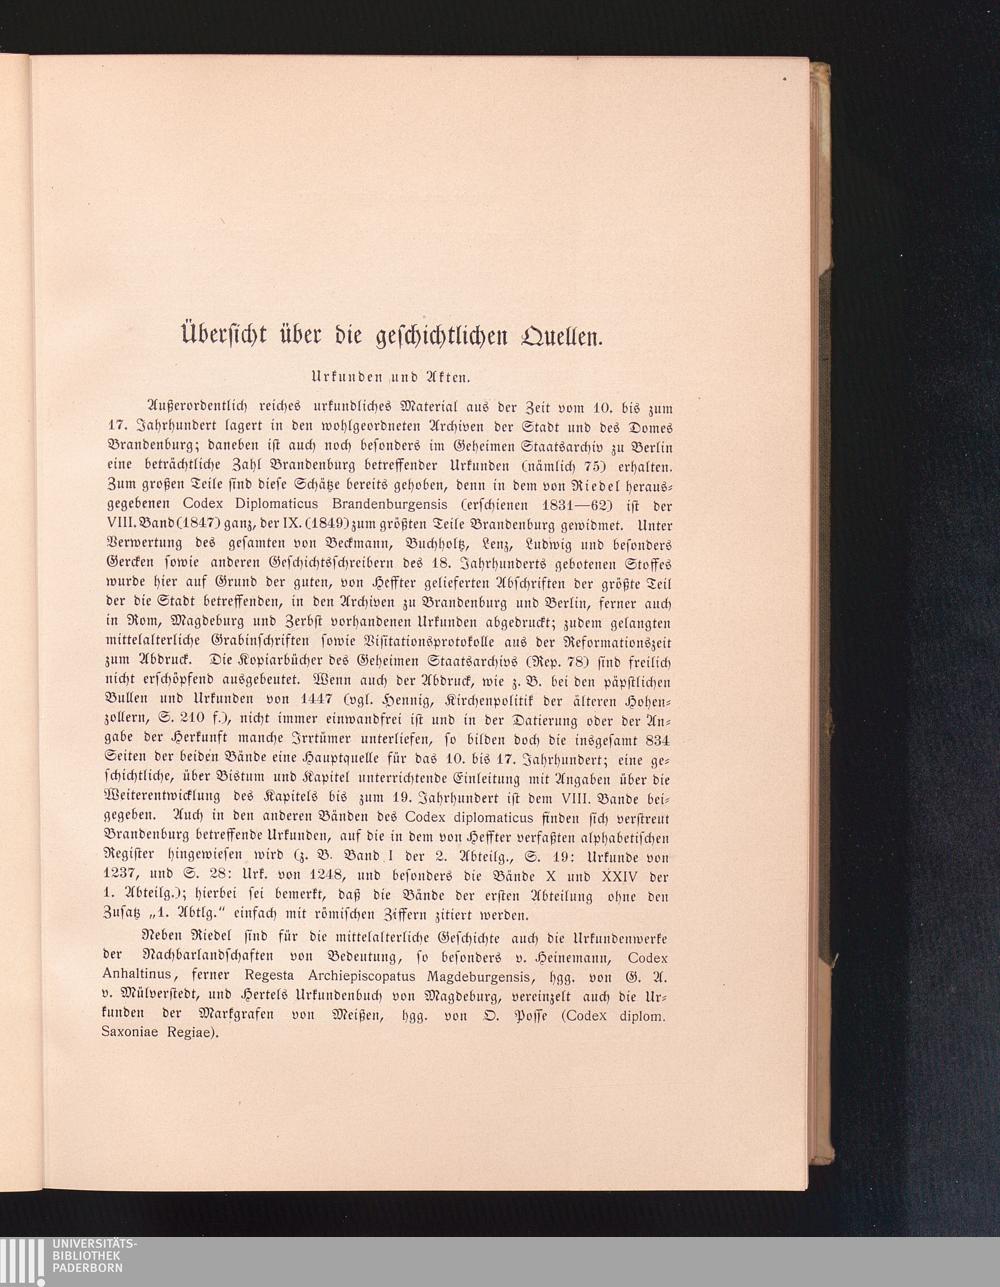 Übersicht über die geschichtlichen Quellen.
Urkunden und Akten.
Außerordentlich reiches urkundliches Material aus der Zeit vom 10. bis zum
17. Jahrhundert lagert in den wohlgeordneten Archiven der Stadt und des Domes
Brandenburg; daneben ist auch noch besonders im Geheimen Staatsarchiv zu Berlin
eine beträchtliche Zahl Brandenburg betreffender Urkunden (nämlich 75) erhalten.
Zum großen Teile sind diese Schätze bereits gehoben, denn in dem von Riedel heraus-
gegebenen Codex Diplomaticus Brandenburgensis (erschienen 1831—62) ist der
VIII. Band (1847) ganz, der IX. (1849) zum größten Teile Brandenburg gewidmet. Unter
Verwertung des gesamten von Beckmann, Buchholtz, Lenz, Ludwig und besonders
Gercken sowie anderen Geschichtsschreibern des 18. Jahrhunderts gebotenen Stoffes
wurde hier auf Grund der guten, von Heffter gelieferten Abschriften der größte Teil
der die Stadt betreffenden, in den Archiven zu Brandenburg und Berlin, ferner auch
in Rom, Magdeburg und Zerbst vorhandenen Urkunden abgedruckt; zudem gelangten
mittelalterliche Grabinschriften sowie Visitationsprotokolle aus der Reformationszeit
zum Abdruck. Die Kopiarbücher des Geheimen Staatsarchivs (Rep. 78) sind freilich
nicht erschöpfend ausgebeutet. Wenn auch der Abdruck, wie z. B. bei den päpstlichen
Bullen und Urkunden von 1447 (vgl. Hennig, Kirchenpolitik der älteren Hohen-
zollern, S. 210 f.), nicht immer einwandfrei ist und in der Datierung oder der An-
gabe der Herkunft manche Irrtümer unterliefen, so bilden doch die insgesamt 834
Seiten der beiden Bände eine Hauptquelle für das 10. bis 17. Jahrhundert; eine ge-
schichtliche, über Bistum und Kapitel unterrichtende Einleitung mit Angaben über die
Weiterentwicklung des Kapitels bis zum 19. Jahrhundert ist dem VIII. Bande bei-
gegeben. Auch in den anderen Bänden des Codex diplomaticus finden sich verstreut
Brandenburg betreffende Urkunden, auf die in dem von Heffter verfaßten alphabetischen
Register hingewiesen wird (z. B. Band I der 2. Abteilg., S. 19: Urkunde von
1237, und S. 28: Urk. von 1248, und besonders die Bände X und XXIV der
1. Abteilg.); hierbei sei bemerkt, daß die Bände der ersten Abteilung ohne den
Zusatz „1. Abtlg.“ einfach mit römischen Ziffern zitiert werden.
Neben Riedel sind für die mittelalterliche Geschichte auch die Urkundenwerke
der Nachbarlandschaften von Bedeutung, so besonders v. Heinemann, Codex
Anhaltinus, ferner Regesta Archiepiscopatus Magdeburgensis, hgg. von G. A.
v. Mülverstedt, und Hertels Urkundenbuch von Magdeburg, vereinzelt auch die Ur-
kunden der Markgrafen von Meißen, hgg. von O. Posse (Codex diplom.
Saxoniae Regiae).
UNIVERSITÄTS-
BIBLIOTHEK
PADERBORN